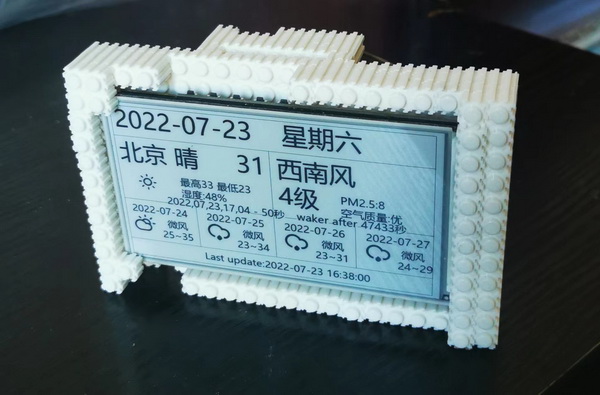 2022-07-23 星期六
北京 晴 31 西南风
4级
最高33 最低23
湿度:48%
PM2.5:8
空气质量:优
2022,07,23,17,04 - 50秒 waker after 47433秒
2022-07-24 2022-07-25 2022-07-26 2022-07-27
微风 微风 微风 微风
25~35 23~34 23~31 24~29
Last update:2022-07-23 16:38:00